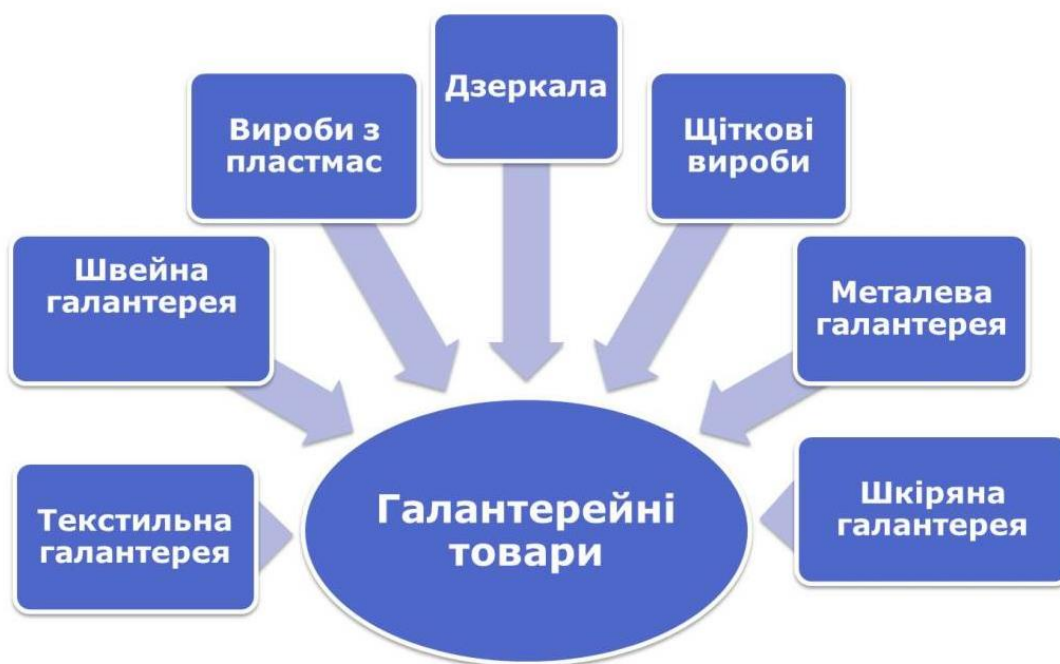 Дзеркала
Вироби з
пластмас
Щіткові
вироби
Швейна
галантерея
Металева
галантерея
Текстильна
галантерея
Галантерейні
товари
Шкіряна
галантерея